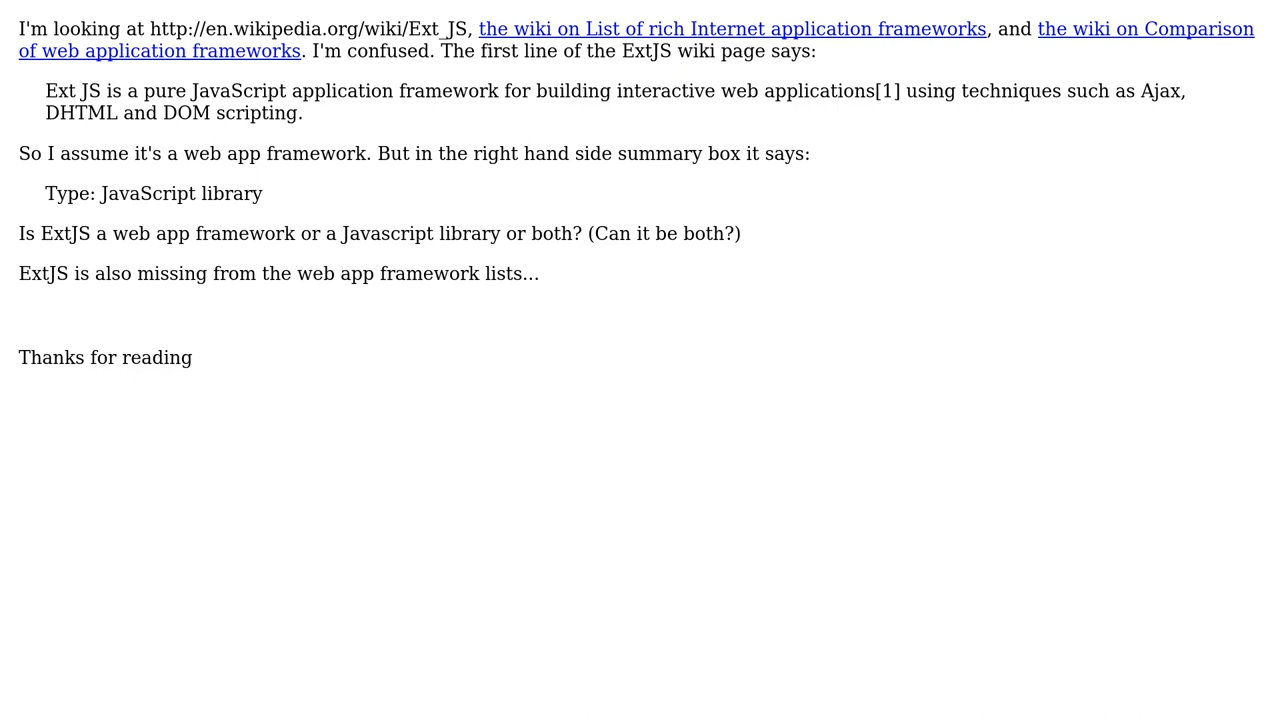 I'm looking at http://en.wikipedia.org/wiki/Ext_JS, the wiki on List of rich Internet application frameworks, and the wiki on Comparison
of web application frameworks. I'm confused. The first line of the ExtJS wiki page says:
Ext JS is a pure JavaScript application framework for building interactive web applications[1] using techniques such as Ajax,
DHTML and DOM scripting.
So I assume it's a web app framework. But in the right hand side summary box it says:
Type: JavaScript library
Is ExtJS a web app framework or a Javascript library or both? (Can it be both?)
ExtJS is also missing from the web app framework lists...
Thanks for reading